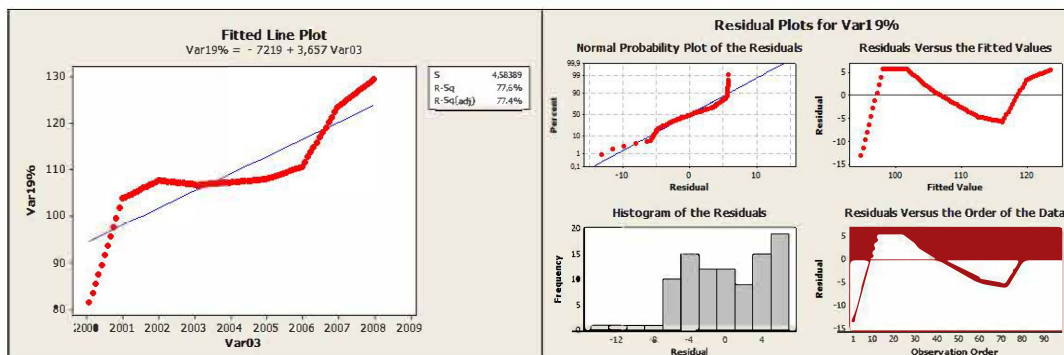 Fitted Line Plot
Var19% = - 7219 + 3,657 Var03
S 4,58389
R-Sq 77,6%
R-Sq(adj) 77,4%
130
120
110
100
90
80
Var19%
2001 2002 2003 2004 2005 2006 2007 2008 2009
Var03
Residual Plots for Var19%
Normal Probability Plot of the Residuals
99,9
99
90
50
10
1
0,1
Percent
-10 0 10
Residual
Residuals Versus the Fitted Values
5
0
-5
-10
-15
Residual
100 110 120
Fitted Value
Histogram of the Residuals
20
15
10
5
0
Frequency
-12 -8 -4 0 4
Residual
Residuals Versus the Order of the Data
5
0
-5
-10
-15
Residual
1 10 20 30 40 50 60 70 80 90
Observation Order